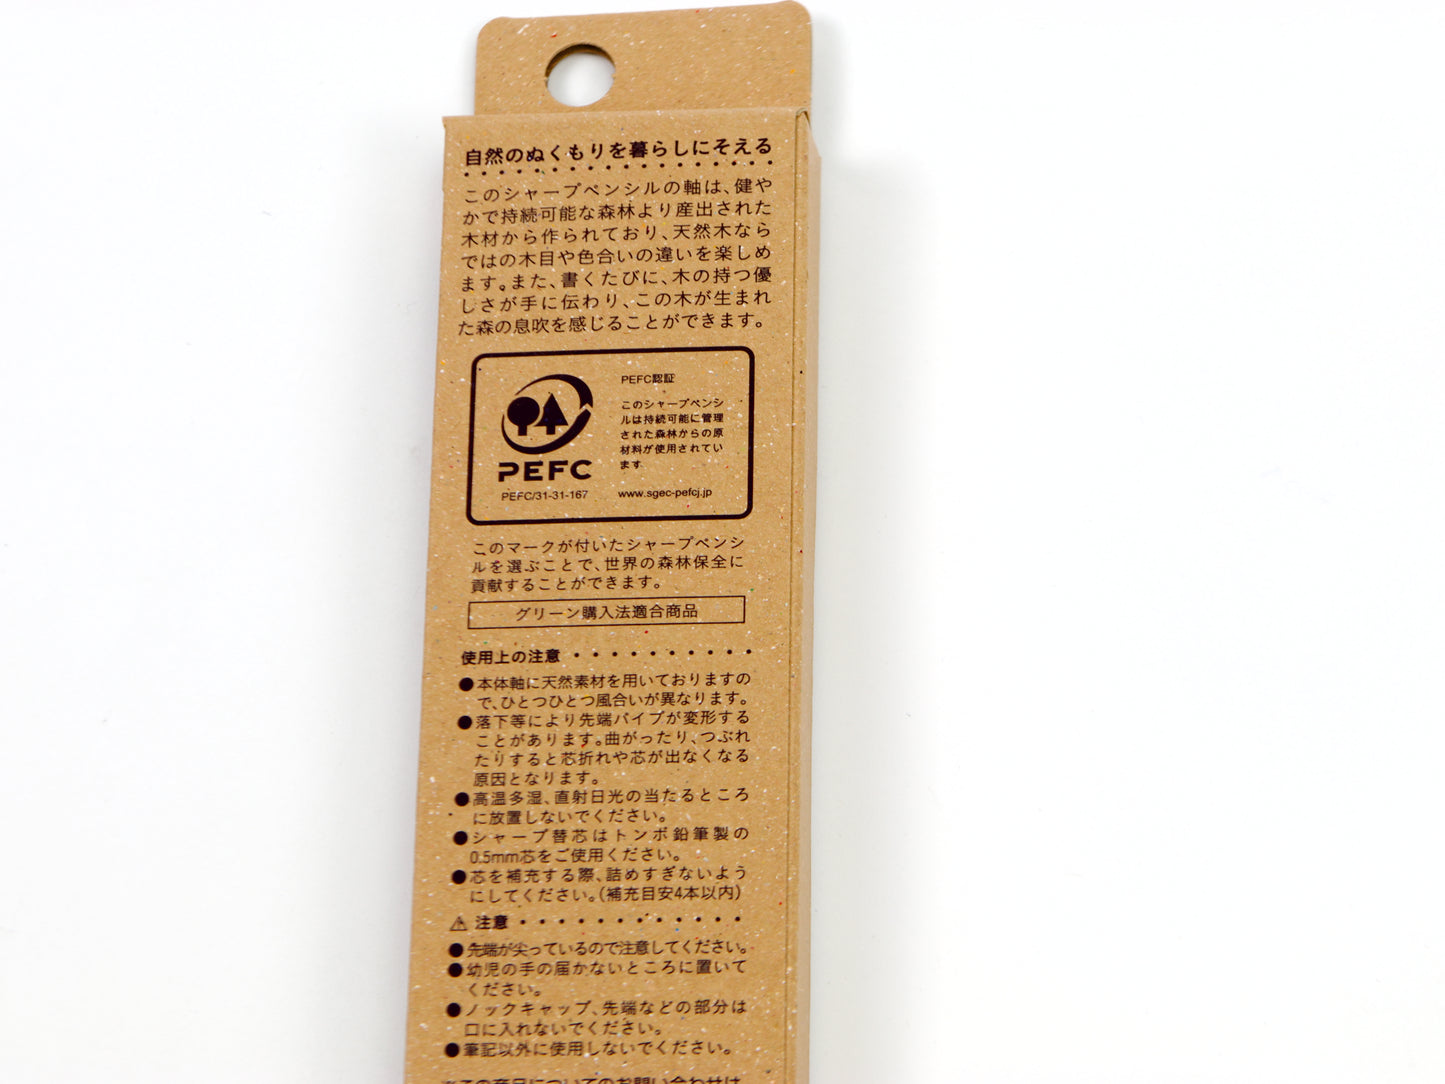 自然のぬくもりを暮らしにそえる
このシャープペンシルの軸は、健や
かで持続可能な森林より産出された
木材から作られており、天然木なら
ではの木目や色合いの違いを楽しめ
ます。また、書くたびに、木の持つ優
しさが手に伝わり、この木が生まれ
た森の息吹を感じることができます。
PEFC認証
このシャープペンシ
ルは持続可能に管理
された森林からの原
材料が使用されてい
ます
PEFC
PEFC/31-31-167
www.sgec-pefcj.jp
このマークが付いたシャープペンシ
ルを選ぶことで、世界の森林保全に
貢献することができます。
グリーン購入法適合商品
使用上の注意・・・・・・・・・・
●本体軸に天然素材を用いておりますの
で、ひとつひとつ風合いが異なります。
●落下等により先端パイプが変形する
ことがあります。曲がったり、つぶれ
たりすると芯折れや芯が出なくなる
原因となります。
●高温多湿、直射日光の当たるところ
に放置しないでください。
●シャープ替芯はトンボ鉛筆製の
0.5mm芯をご使用ください。
●芯を補充する際、詰めすぎないよう
にしてください。(補充目安4本以内)
⚠注意・・・・・・・・・・・・
●先端が尖っているので注意してください。
●幼児の手の届かないところに置いて
ください。
●ノックキャップ、先端などの部分は
口に入れないでください。
●筆記以外に使用しないでください。
※この商品についてのお問い合わせは、